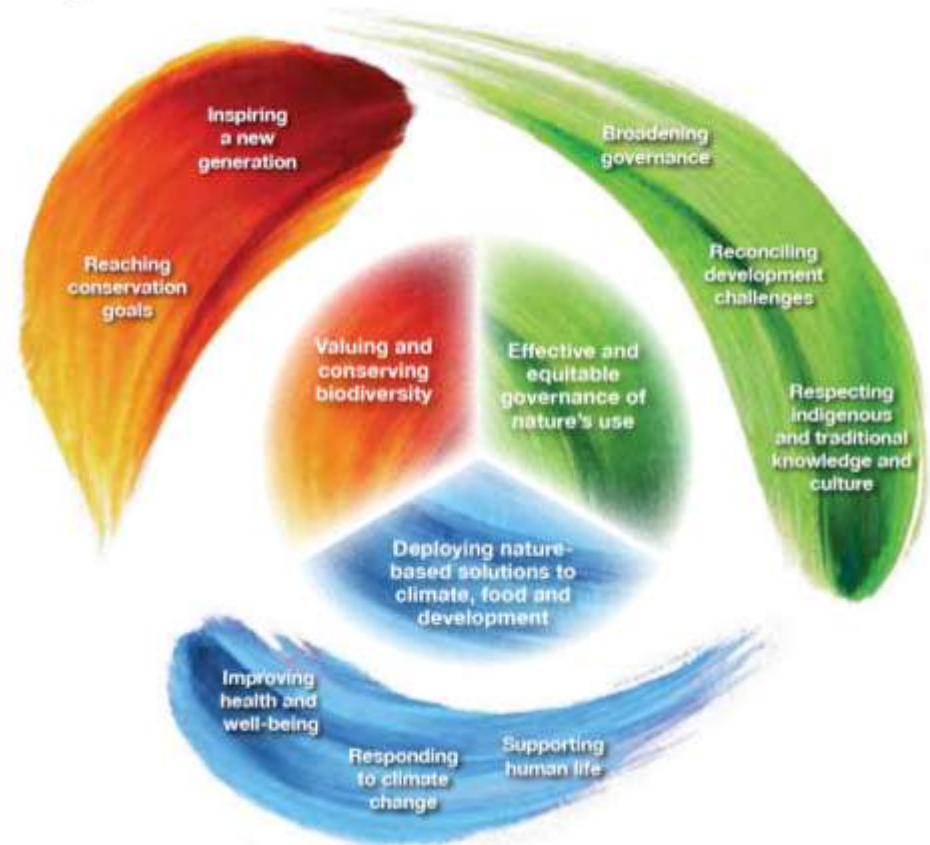 Inspiring
a new
generation
Reaching
conservation
goals
Broadening
governance
Reconciling
development
challenges
Respecting
indigenous
and traditional
knowledge and
culture
Valuing and
conserving
biodiversity
Effective and
equitable
governance of
nature's use
Deploying nature-
based solutions to
climate, food and
development
Improving
health and
well-being
Responding
to climate
change
Supporting
human life